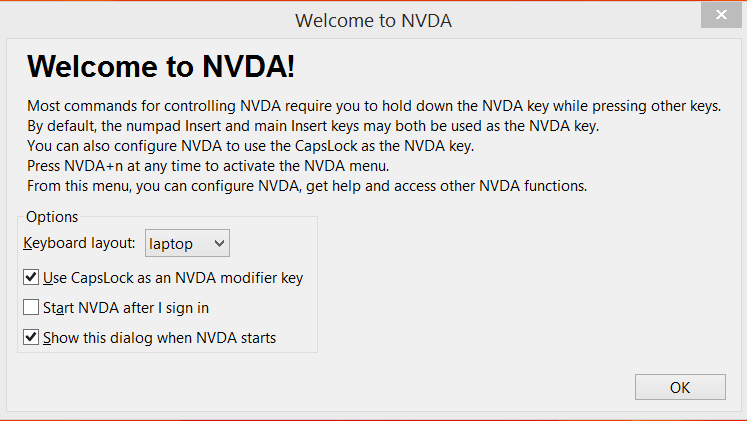 Welcome to NVDA
Welcome to NVDA!
Most commands for controlling NVDA require you to hold down the NVDA key while pressing other keys.
By default, the numpad Insert and main Insert keys may both be used as the NVDA key.
You can also configure NVDA to use the CapsLock as the NVDA key.
Press NVDA+n at any time to activate the NVDA menu.
From this menu, you can configure NVDA, get help and access other NVDA functions.
Options
Keyboard layout: laptop
Use CapsLock as an NVDA modifier key
Start NVDA after I sign in
Show this dialog when NVDA starts
OK